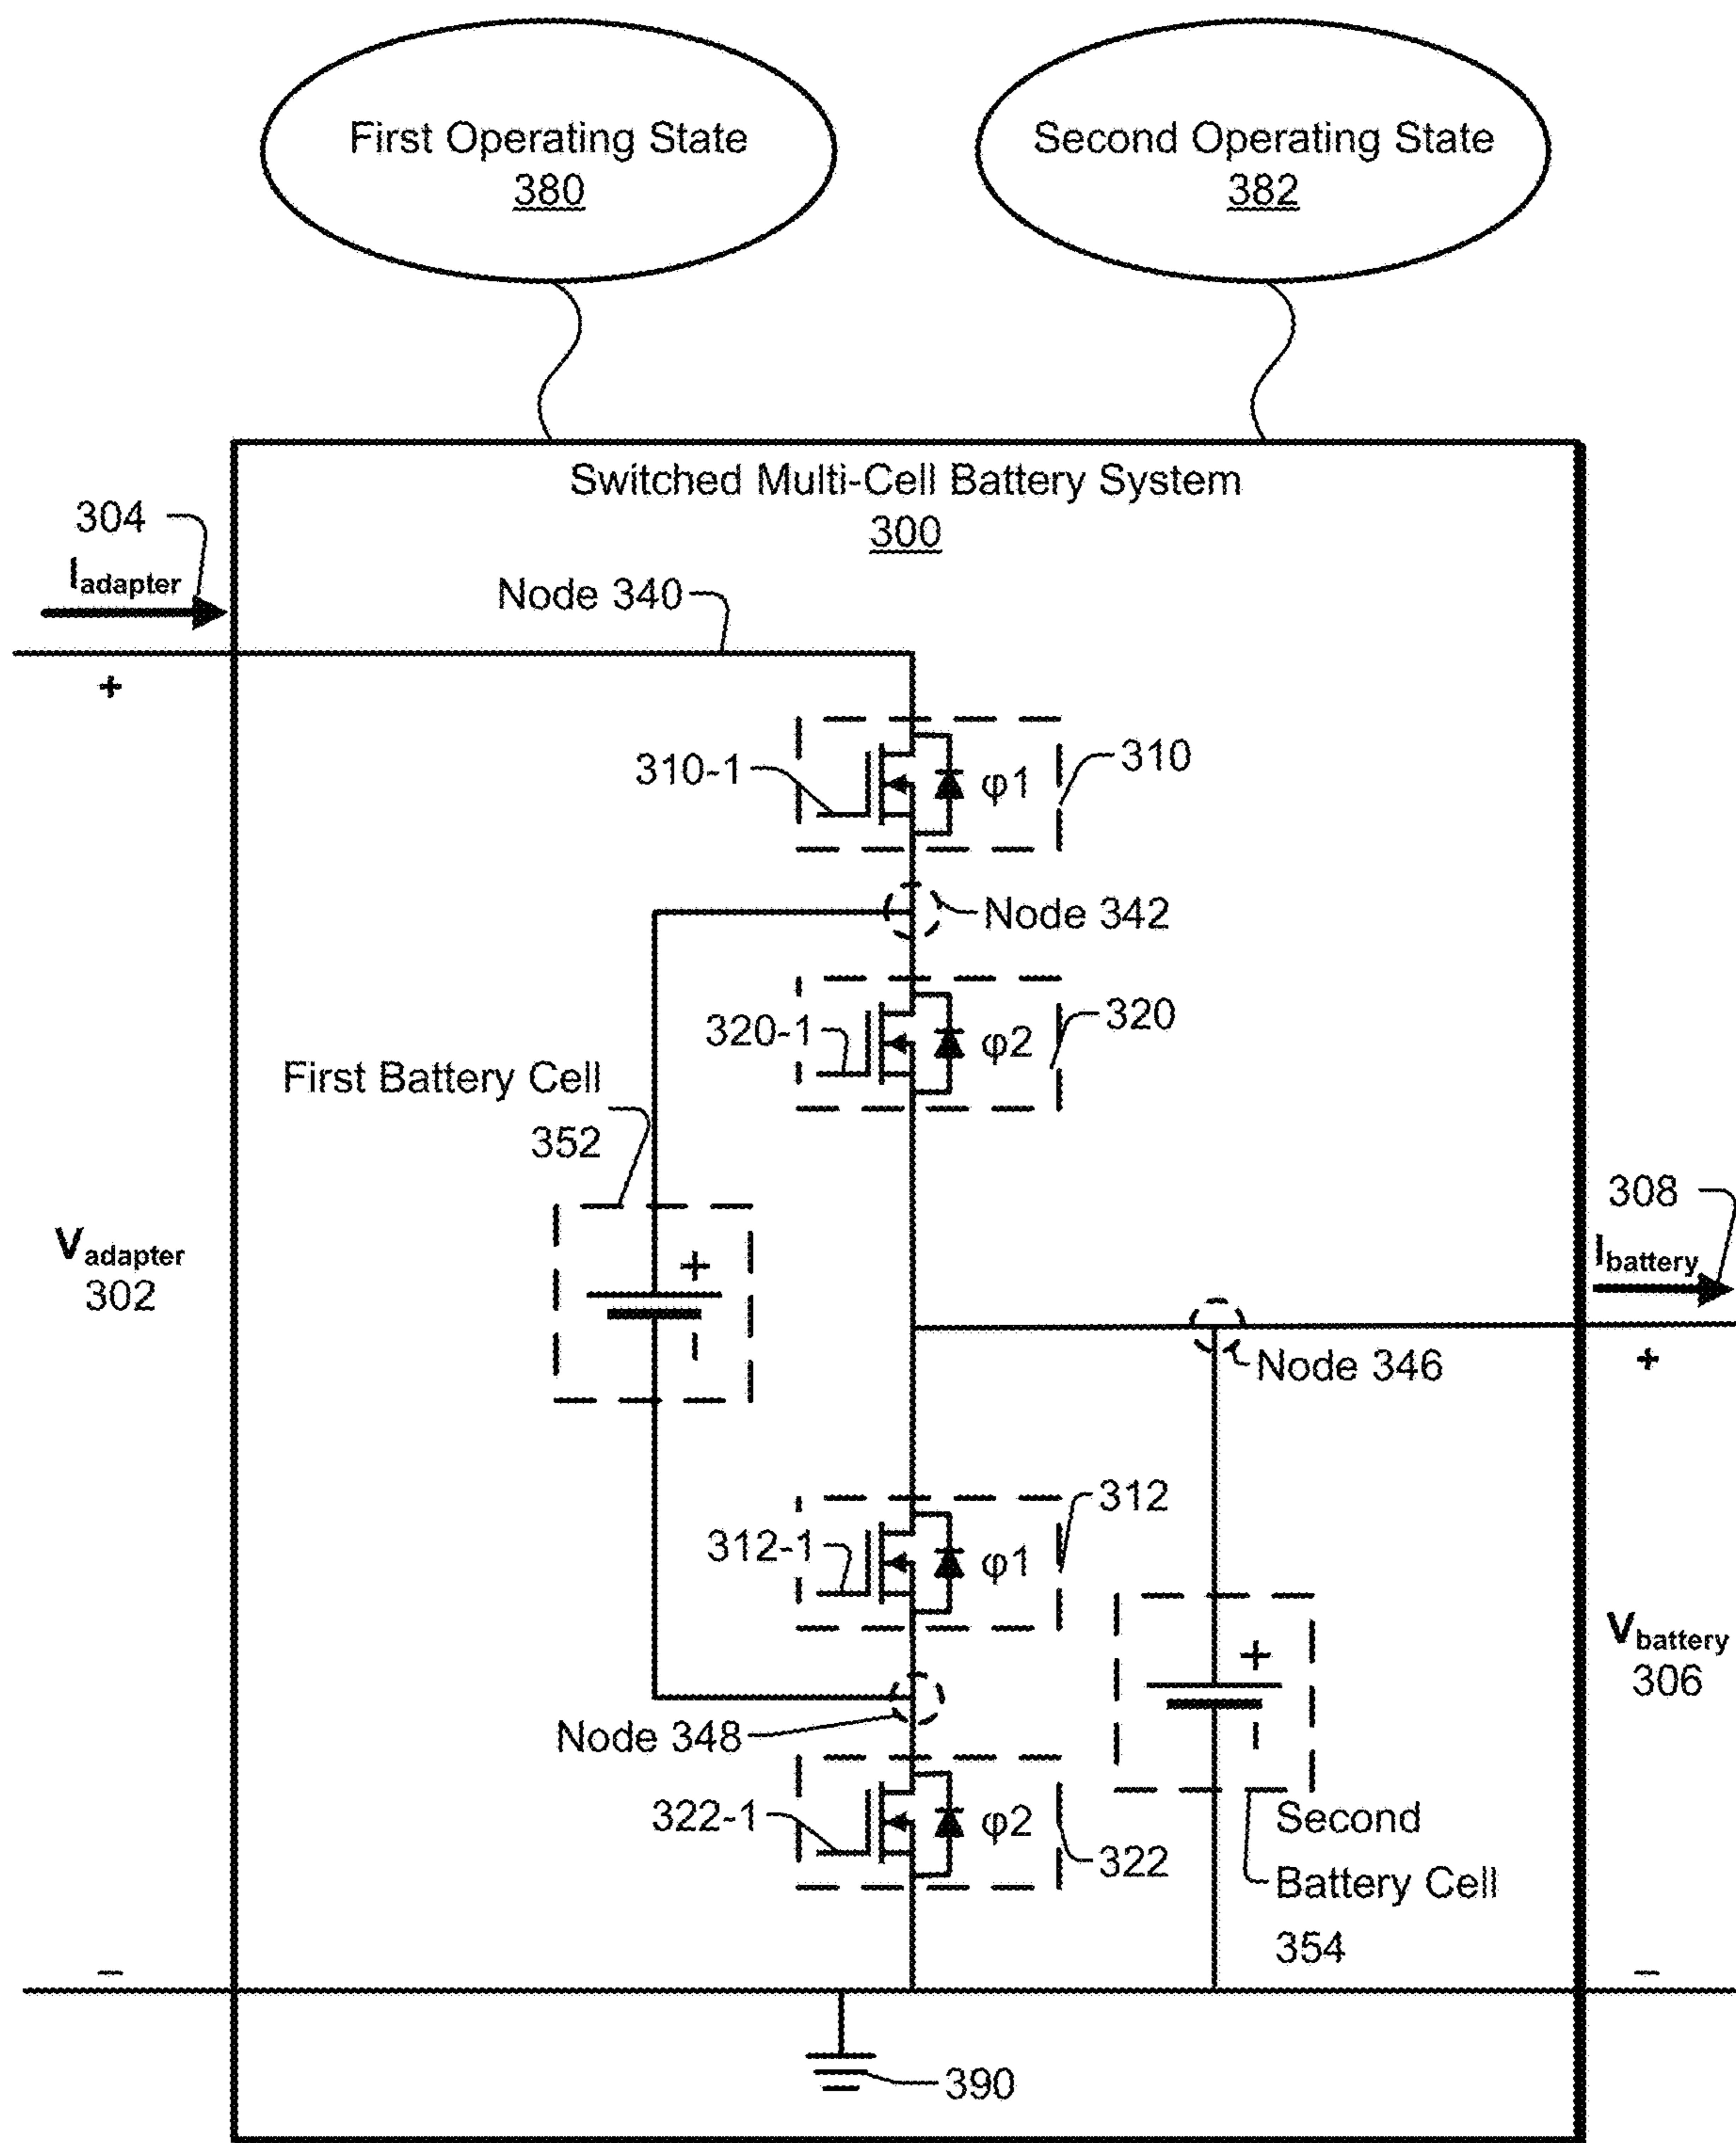 First Operating State
380
Second Operating State
382
Switched Multi-Cell Battery System
300
304
Iadapter
Node 340
+
310-1
φ1
310
Node 342
320-1
φ2
320
First Battery Cell
352
Vadapter
302
+
–
308
Ibattery
Node 346
+
312-1
φ1
312
Node 348
+
–
Vbattery
306
322-1
φ2
322
Second
Battery Cell
354
–
–
390